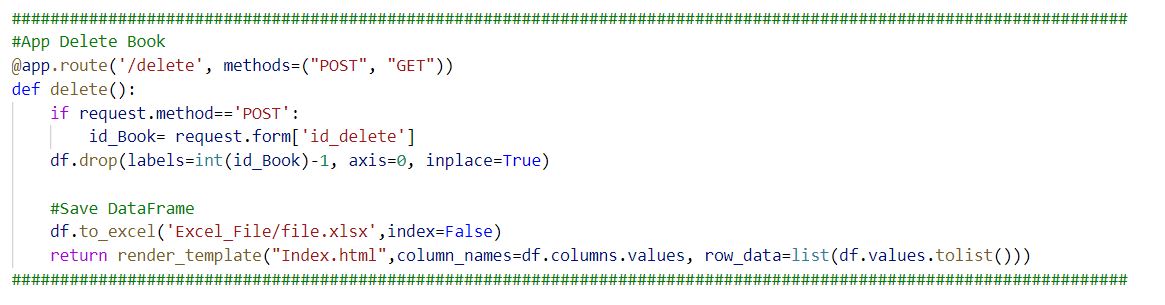 ####################################################################################################################
#App Delete Book
@app.route('/delete', methods=("POST", "GET"))
def delete():
    if request.method=='POST':
        id_Book= request.form['id_delete']
    df.drop(labels=int(id_Book)-1, axis=0, inplace=True)

    #Save DataFrame
    df.to_excel('Excel_File/file.xlsx',index=False)
    return render_template("Index.html",column_names=df.columns.values, row_data=list(df.values.tolist()))
####################################################################################################################